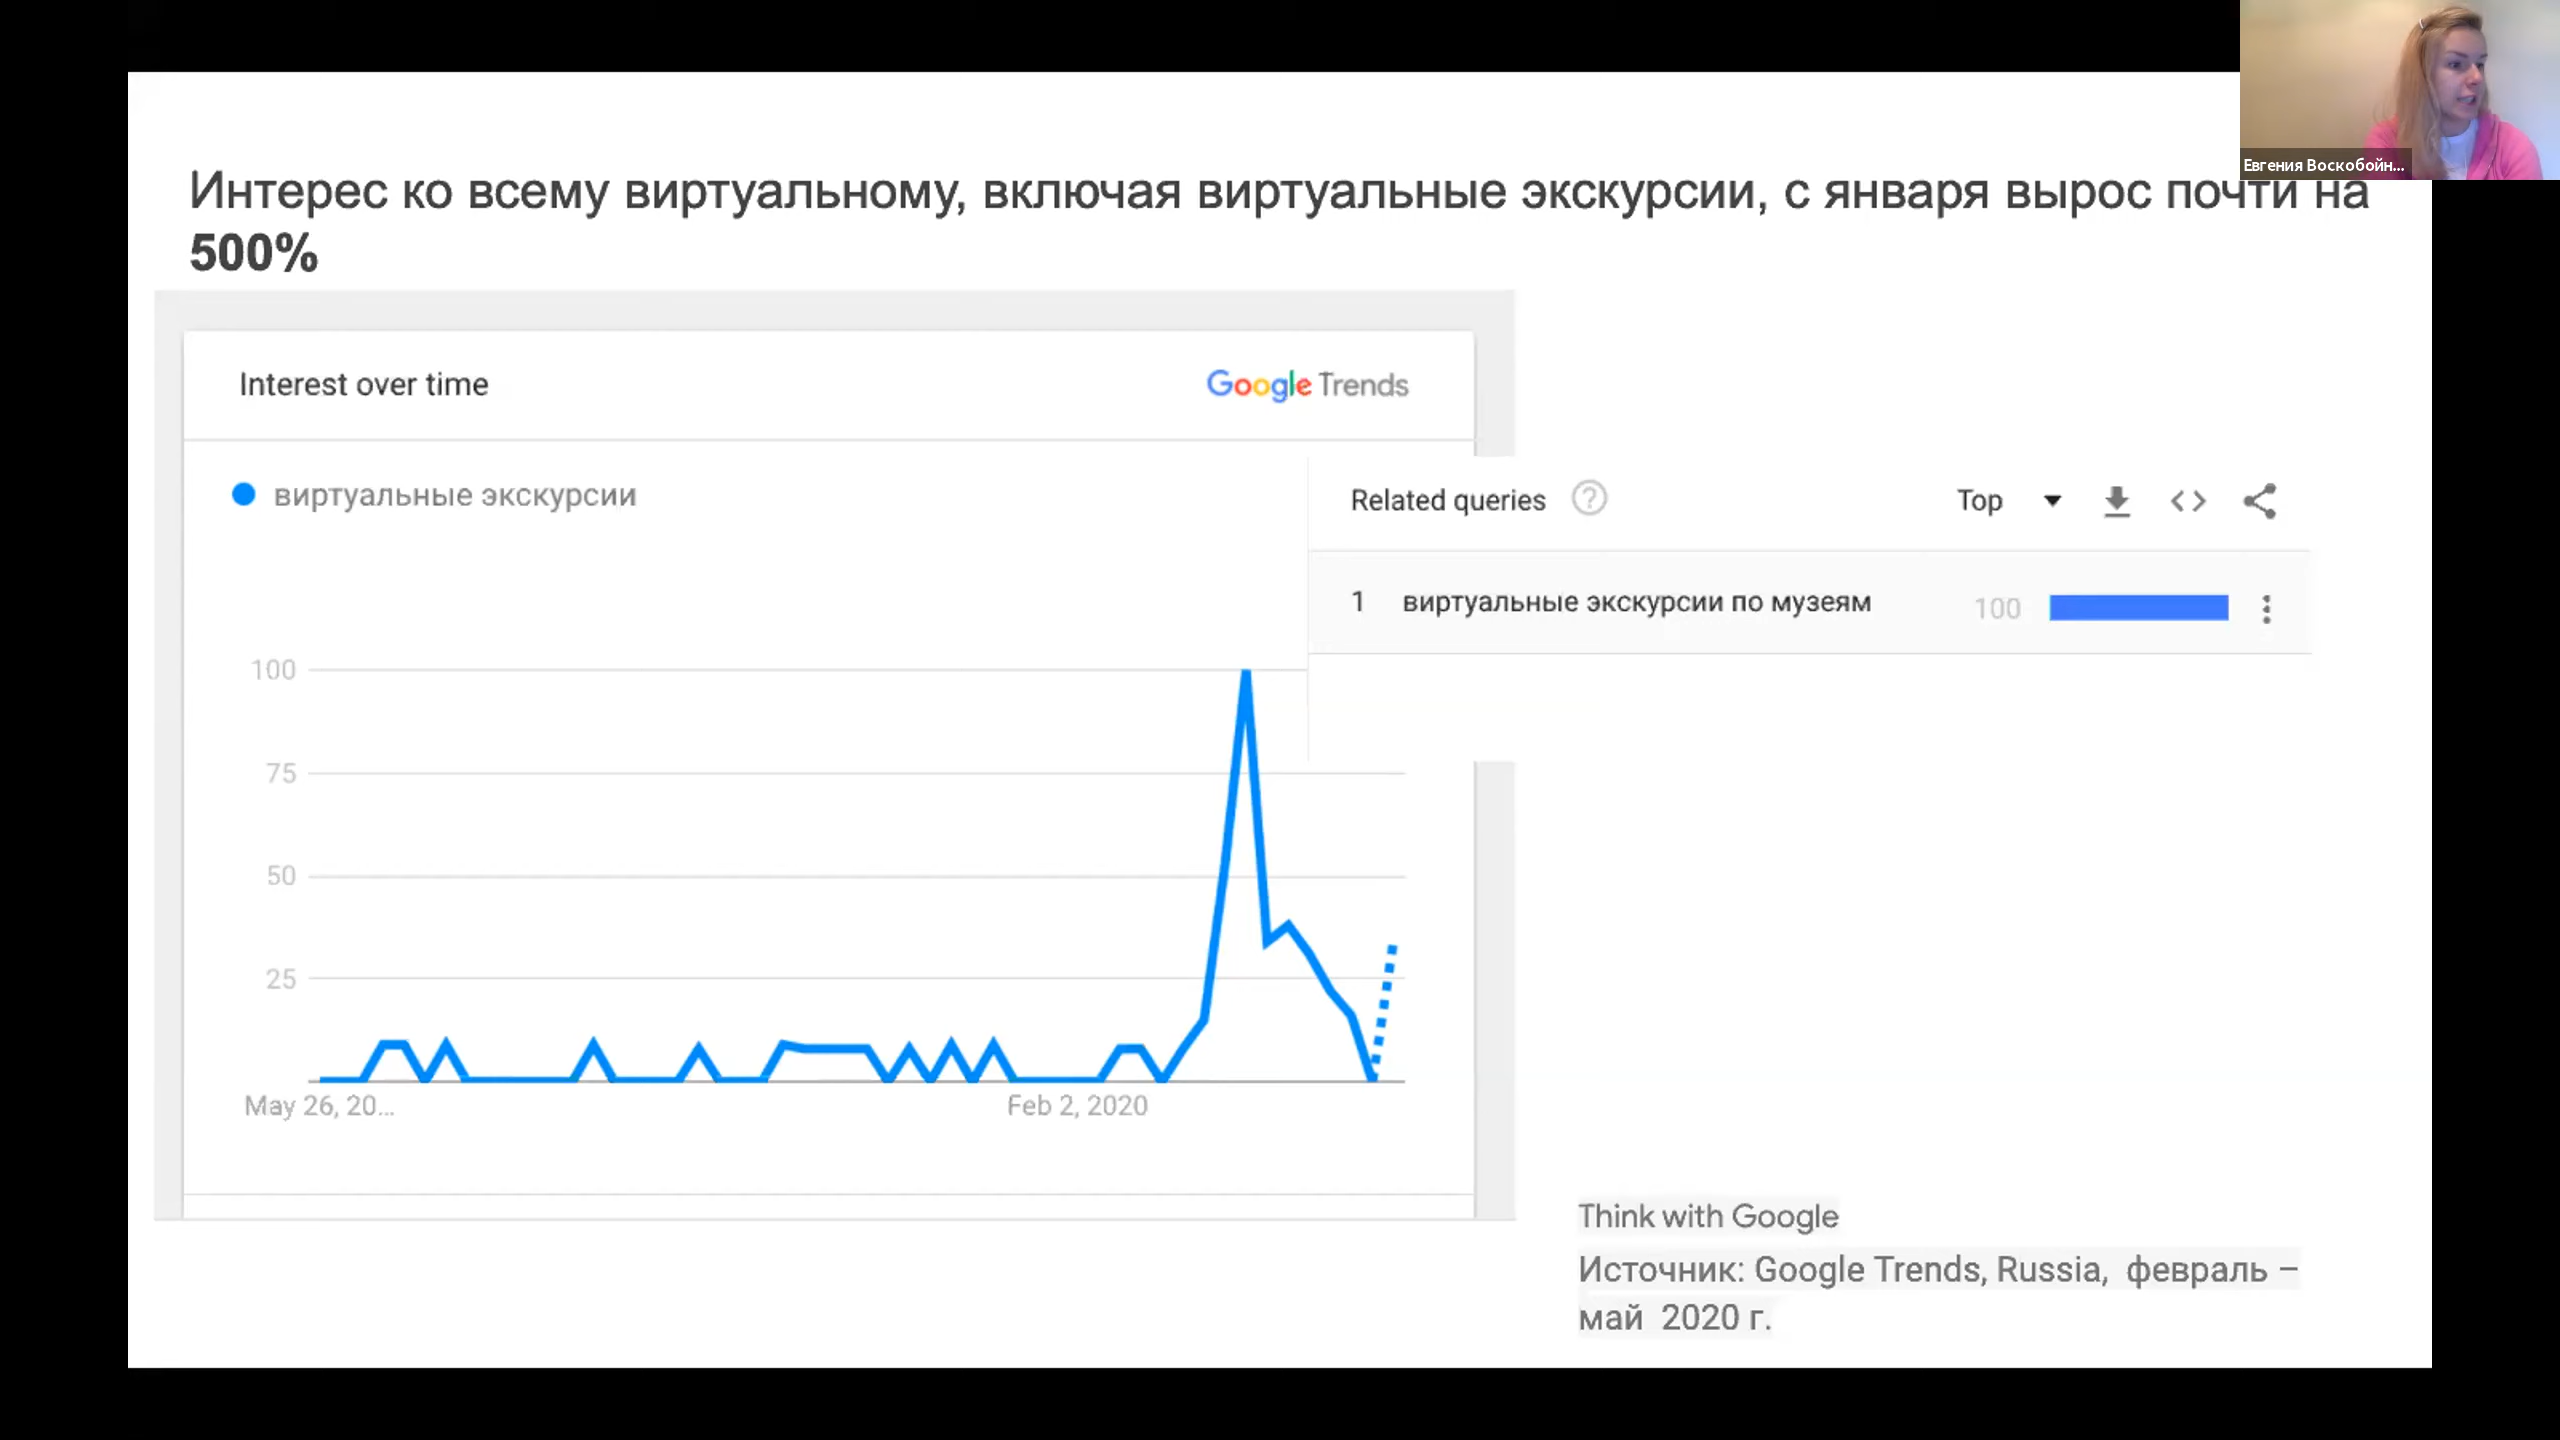 Евгения Воскобойн...
Интерес ко всему виртуальному, включая виртуальные экскурсии, с января вырос почти на
500%
Interest over time
Google Trends
виртуальные экскурсии
Related queries
Top
1 виртуальные экскурсии по музеям 100
100
75
50
25
May 26, 20...
Feb 2, 2020
Think with Google
Источник: Google Trends, Russia, февраль –
май 2020 г.